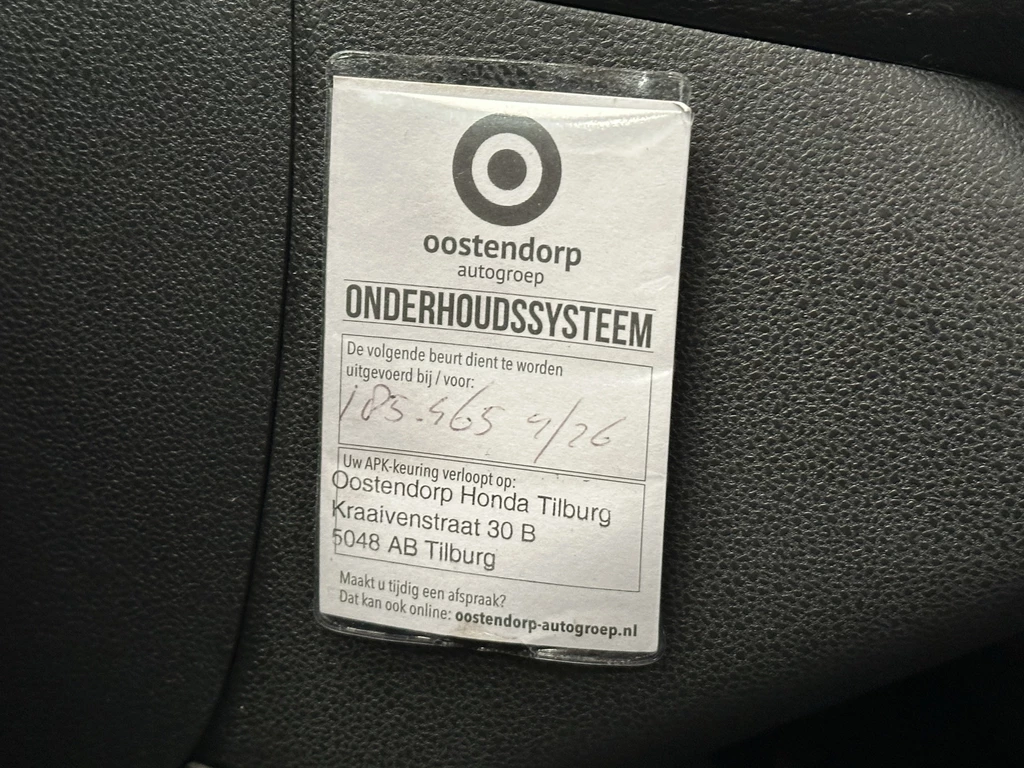 oostendorp
autogroep
ONDERHOUDSSYSTEEM
De volgende beurt dient te worden
uitgevoerd bij / voor:
185.465 4/26
Uw APK-keuring verloopt op:
Oostendorp Honda Tilburg
Kraaivenstraat 30 B
5048 AB Tilburg
Maakt u tijdig een afspraak?
Dat kan ook online: oostendorp-autogroep.nl